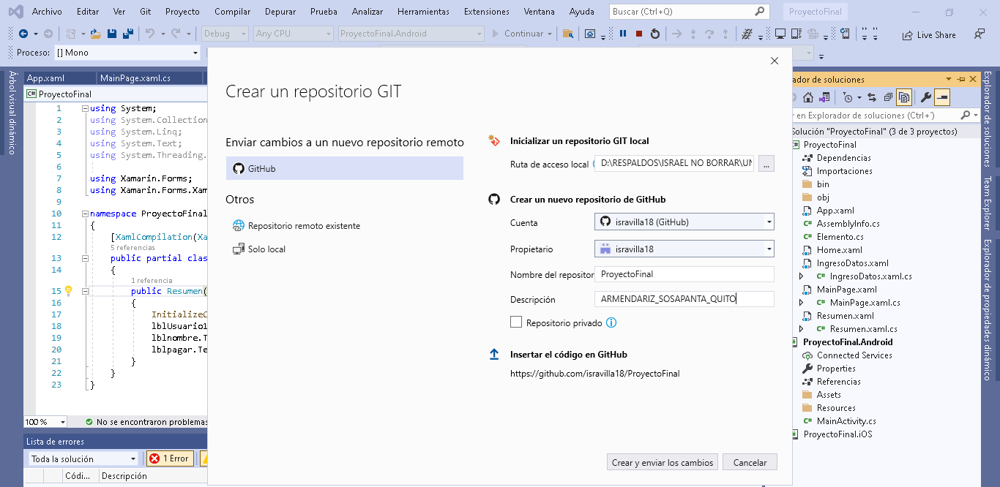 Archivo Editar Ver Git Proyecto Compilar Depurar Prueba Analizar Herramientas Extensiones Ventana Ayuda Buscar (Ctrl+Q) ProyectoFinal
Debug Any CPU ProyectoFinal.Android Continuar Live Share
Proceso: [] Mono
Árbol visual dinámico
App.xaml MainPage.xaml.cs
ProyectoFinal
1 using System;
2 using System.Collection
3 using System.Linq;
4 using System.Text;
5 using System.Threading.
6
7 using Xamarin.Forms;
8 using Xamarin.Forms.Xam
9
10 namespace ProyectoFinal
11 {
12 [XamlCompilation(Xa
5 referencias
13 public partial clas
14 {
1 referencia
15 public Resumen(
16 {
17 InitializeC
18 lblUsuario1
19 lblnombre.T
20 lblpagar.Te
21 }
22 }
23 }
100 % No se encontraron problemas
Lista de errores
Toda la solución 1 Error
Códi... Descripción
Crear un repositorio GIT
Enviar cambios a un nuevo repositorio remoto
GitHub
Otros
Repositorio remoto existente
Solo local
Inicializar un repositorio GIT local
Ruta de acceso local D:\RESPALDOS\ISRAEL NO BORRAR\UN ...
Crear un nuevo repositorio de GitHub
Cuenta isravilla18 (GitHub)
Propietario isravilla18
Nombre del repositor ProyectoFinal
Descripción ARMENDARIZ_SOSAPANTA_QUITO
Repositorio privado
Insertar el código en GitHub
https://github.com/isravilla18/ProyectoFinal
Crear y enviar los cambios Cancelar
ador de soluciones
r en Explorador de soluciones (Ctrl+´)
Solución "ProyectoFinal" (3 de 3 proyectos)
ProyectoFinal
Dependencias
Importaciones
bin
obj
App.xaml
AssemblyInfo.cs
Elemento.cs
Home.xaml
IngresoDatos.xaml
C# IngresoDatos.xaml.cs
MainPage.xaml
C# MainPage.xaml.cs
Resumen.xaml
C# Resumen.xaml.cs
ProyectoFinal.Android
Connected Services
Properties
Referencias
Assets
Resources
C# MainActivity.cs
ProyectoFinal.iOS
Explorador de soluciones
Team Explorer
Explorador de propiedades dinámico